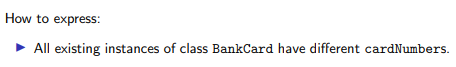 How to express:
▶ All existing instances of class BankCard have different cardNumbers.